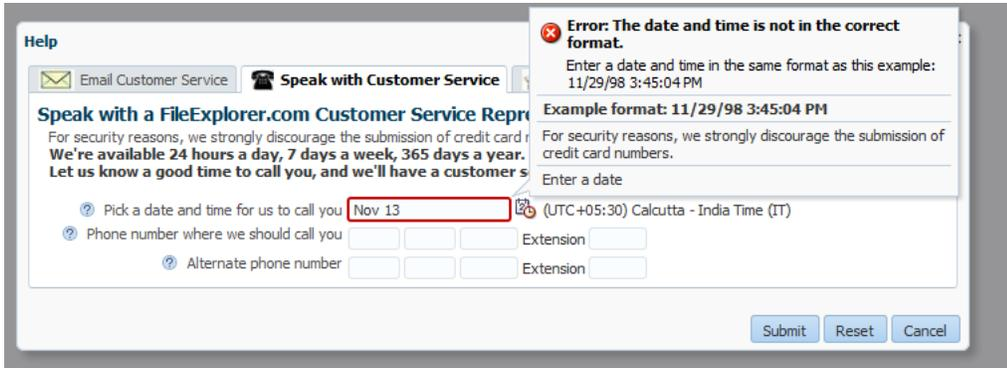 Help
Email Customer Service
Speak with Customer Service
Speak with a FileExplorer.com Customer Service
For security reasons, we strongly discourage the submission of credit card
We're available 24 hours a day, 7 days a week, 365 days a year.
Let us know a good time to call you, and we'll have a customer
Error: The date and time is not in the correct
format.
Enter a date and time in the same format as this example:
11/29/98 3:45:04 PM
Example format: 11/29/98 3:45:04 PM
For security reasons, we strongly discourage the submission of
credit card numbers.
Enter a date
Pick a date and time for us to call you Nov 13 (UTC+05:30) Calcutta - India Time (IT)
Phone number where we should call you Extension
Alternate phone number Extension
Submit Reset Cancel